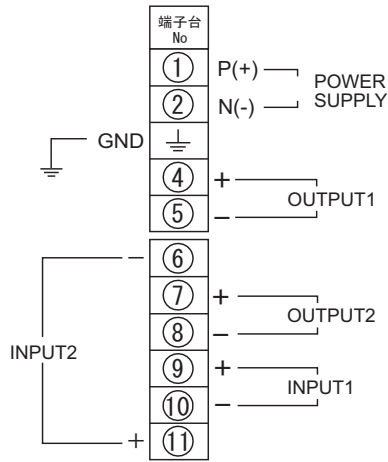 端子台
No
① P(+) POWER
② N(-) SUPPLY
GND
④ +
OUTPUT1
⑤ −
− ⑥
⑦ +
OUTPUT2
⑧ −
INPUT2
⑨ +
INPUT1
⑩ −
+ ⑪